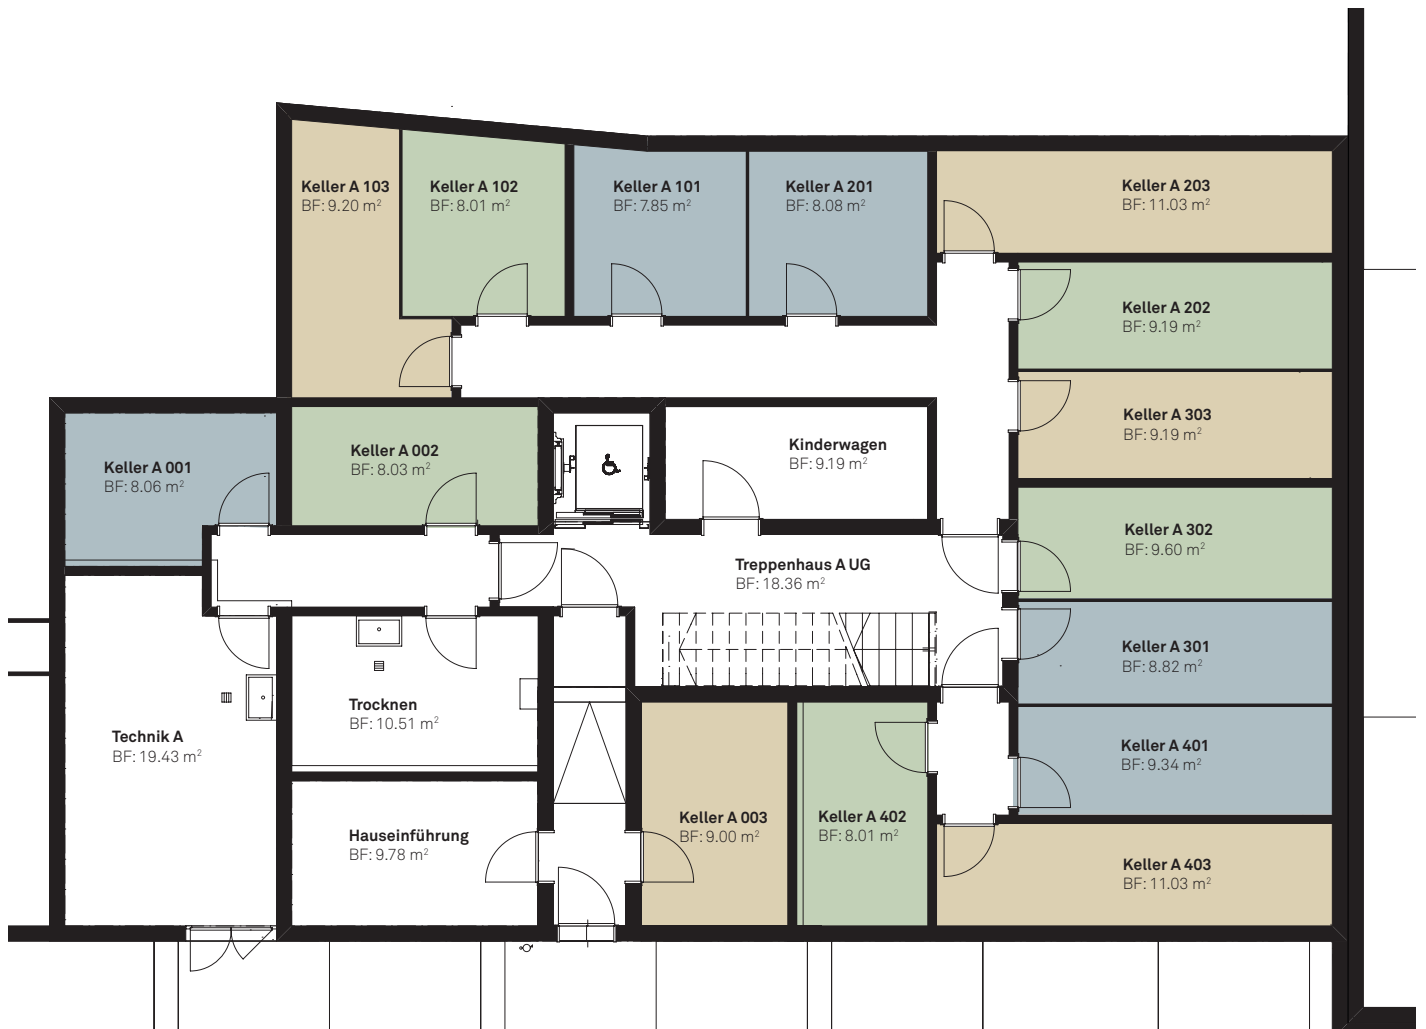 Keller A 103
BF: 9.20 m²
Keller A 102
BF: 8.01 m²
Keller A 101
BF: 7.85 m²
Keller A 201
BF: 8.08 m²
Keller A 203
BF: 11.03 m²
Keller A 202
BF: 9.19 m²
Keller A 303
BF: 9.19 m²
Keller A 001
BF: 8.06 m²
Keller A 002
BF: 8.03 m²
Kinderwagen
BF: 9.19 m²
Keller A 302
BF: 9.60 m²
Treppenhaus A UG
BF: 18.36 m²
Keller A 301
BF: 8.82 m²
Technik A
BF: 19.43 m²
Trocknen
BF: 10.51 m²
Keller A 401
BF: 9.34 m²
Hauseinführung
BF: 9.78 m²
Keller A 003
BF: 9.00 m²
Keller A 402
BF: 8.01 m²
Keller A 403
BF: 11.03 m²